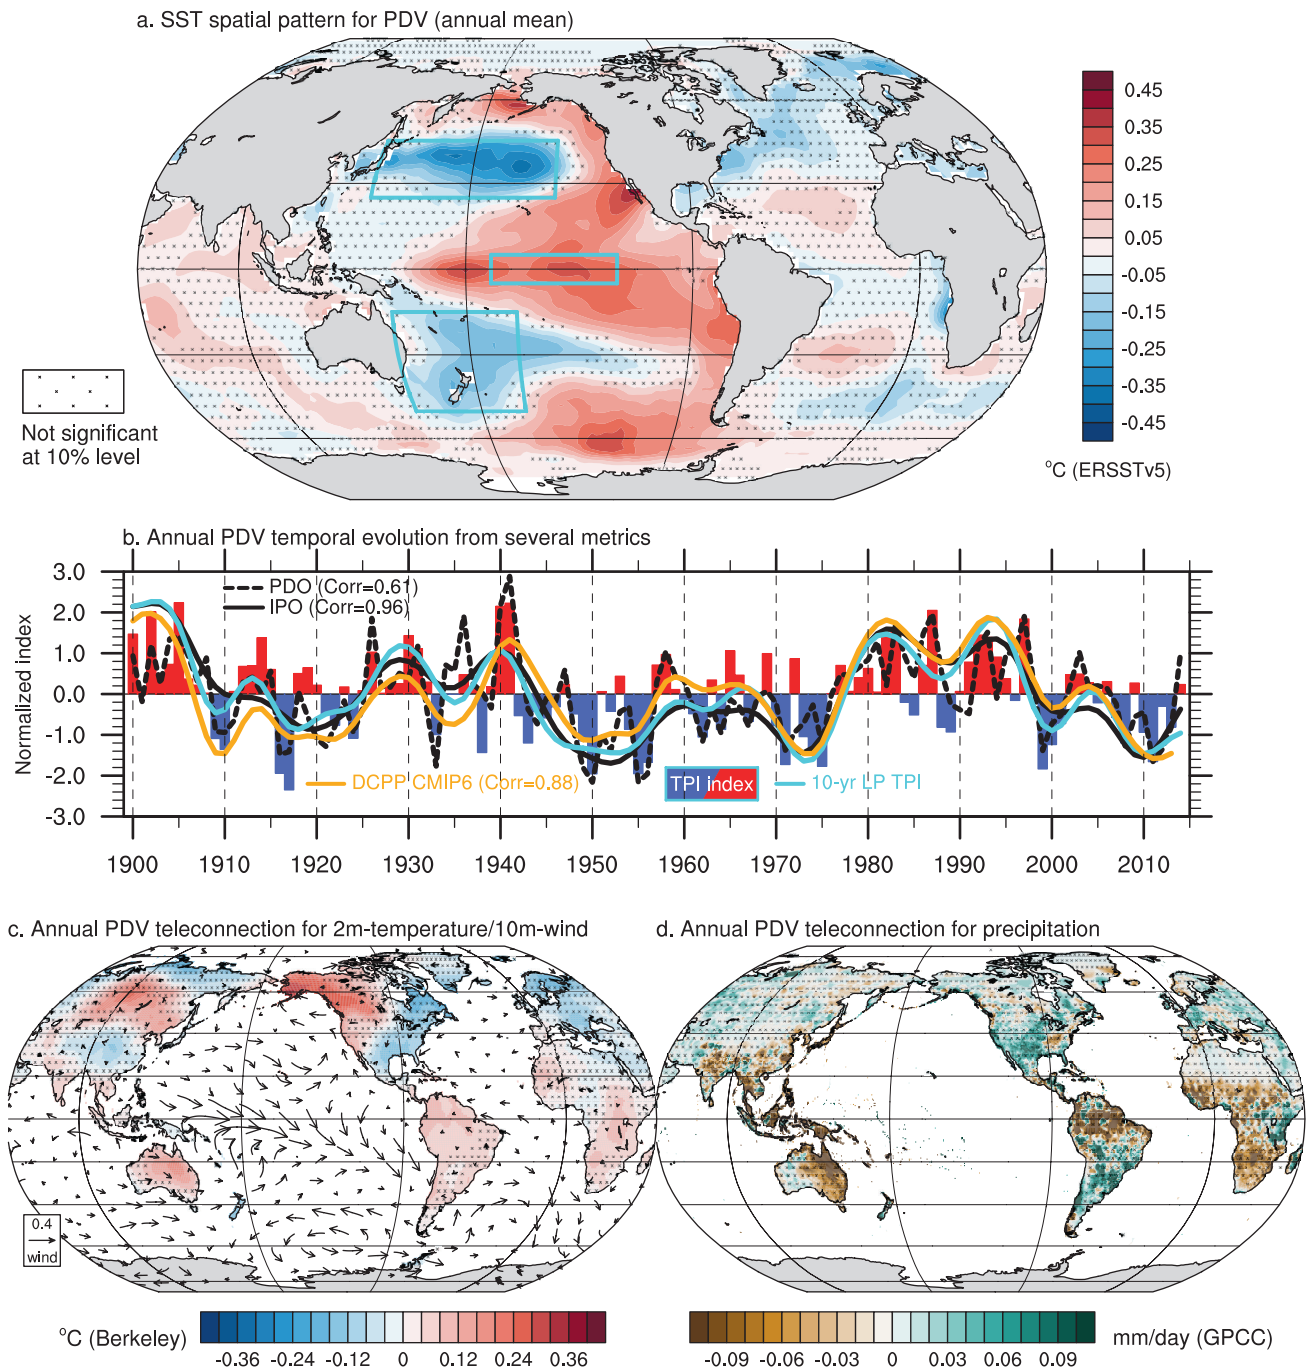 a. SST spatial pattern for PDV (annual mean)
0.45
0.35
0.25
0.15
0.05
-0.05
-0.15
-0.25
-0.35
-0.45
°C (ERSSTv5)
Not significant
at 10% level
b. Annual PDV temporal evolution from several metrics
Normalized index
3.0
2.0
1.0
0.0
-1.0
-2.0
-3.0
PDO (Corr=0.61)
IPO (Corr=0.96)
DCPP CMIP6 (Corr=0.88)
TPI index
10-yr LP TPI
1900 1910 1920 1930 1940 1950 1960 1970 1980 1990 2000 2010
c. Annual PDV teleconnection for 2m-temperature/10m-wind
0.4
wind
°C (Berkeley)
-0.36 -0.24 -0.12 0 0.12 0.24 0.36
d. Annual PDV teleconnection for precipitation
mm/day (GPCC)
-0.09 -0.06 -0.03 0 0.03 0.06 0.09